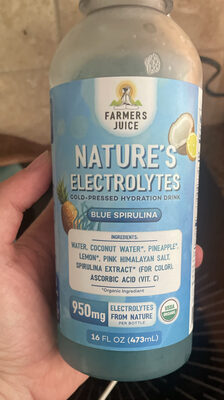 FARMERS
JUICE
NATURE'S
ELECTROLYTES
COLD-PRESSED HYDRATION DRINK
BLUE SPIRULINA
INGREDIENTS:
WATER, COCONUT WATER*, PINEAPPLE*,
LEMON*, PINK HIMALAYAN SALT,
SPIRULINA EXTRACT* (FOR COLOR),
ASCORBIC ACID (VIT. C)
*Organic Ingredient
950mg
ELECTROLYTES
FROM NATURE
PER BOTTLE
USDA
ORGANIC
16 FL OZ (473mL)